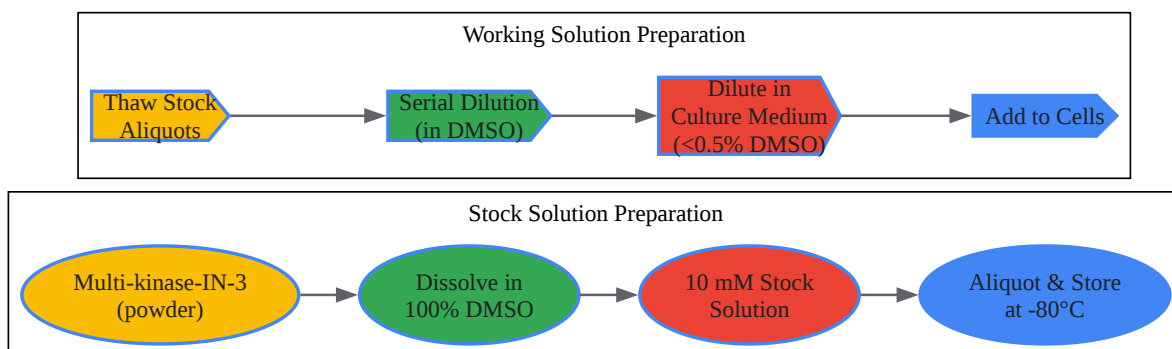 Working Solution Preparation
Thaw Stock
Aliquots
Serial Dilution
(in DMSO)
Dilute in
Culture Medium
(<0.5% DMSO)
Add to Cells
Stock Solution Preparation
Multi-kinase-IN-3
(powder)
Dissolve in
100% DMSO
10 mM Stock
Solution
Aliquot & Store
at -80°C